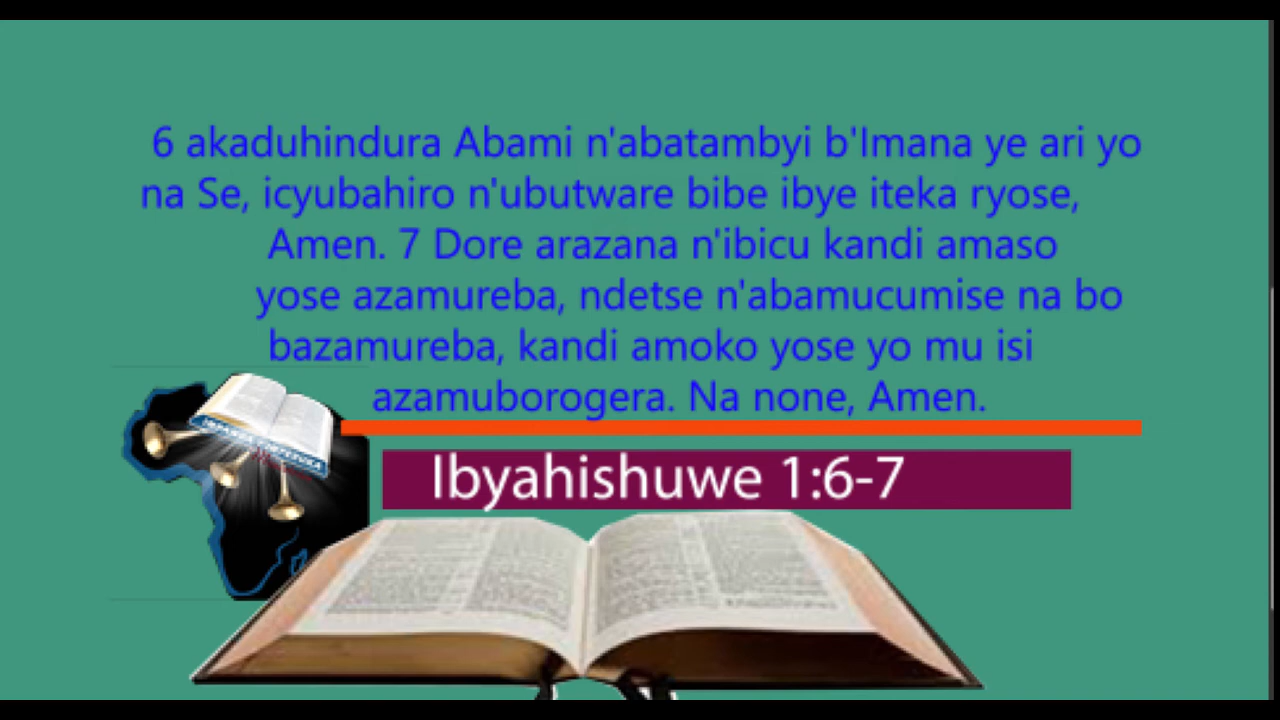 6 akaduhindura Abami n'abatambyi b'Imana ye ari yo
na Se, icyubahiro n'ubutware bibe ibye iteka ryose,
Amen. 7 Dore arazana n'ibicu kandi amaso
yose azamureba, ndetse n'abamucumise na bo
bazamureba, kandi amoko yose yo mu isi
azamuborogera. Na none, Amen.
Ibyahishuwe 1:6-7